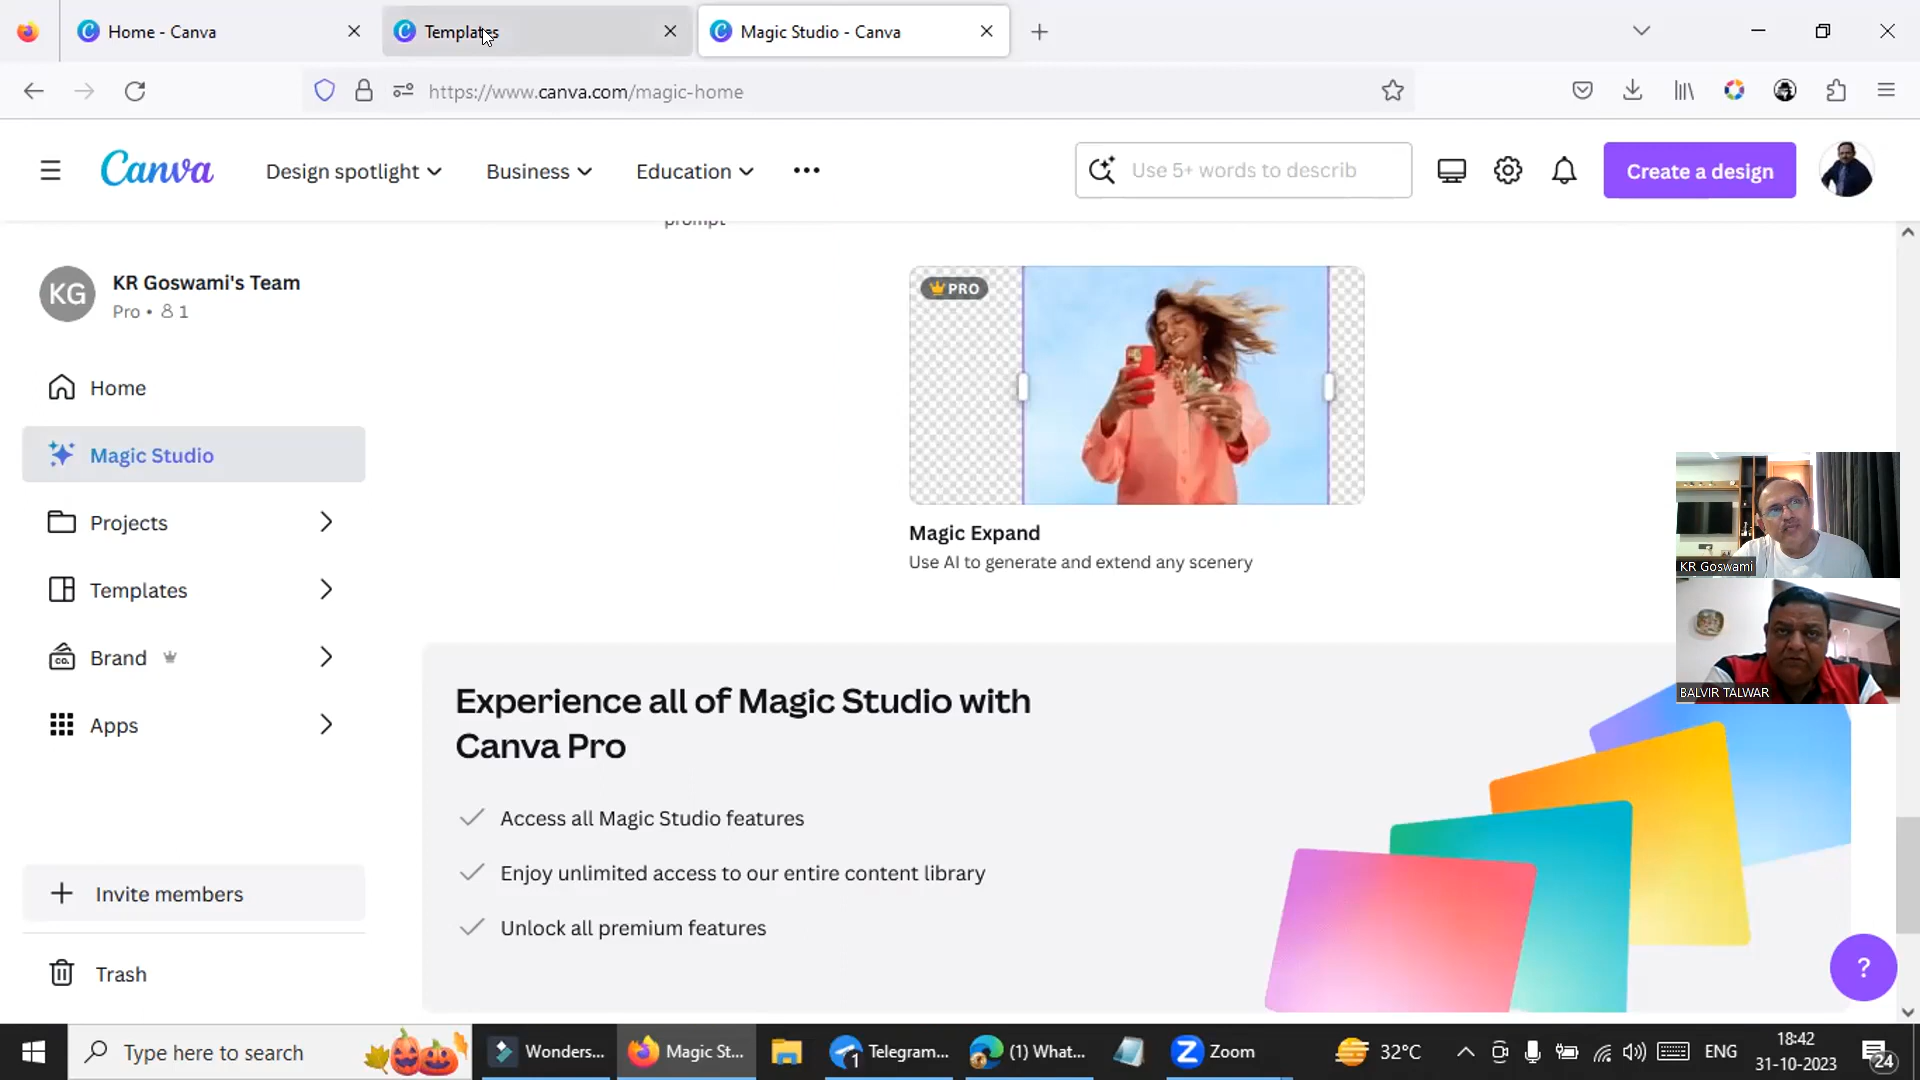 Home - Canva
Templates
Magic Studio - Canva
https://www.canva.com/magic-home
Canva
Design spotlight
Business
Education
Use 5+ words to describ
Create a design
prompt
KG
KR Goswami's Team
Pro • 1
Home
Magic Studio
Projects
Templates
CO.
Brand
Apps
Invite members
Trash
PRO
Magic Expand
Use AI to generate and extend any scenery
Experience all of Magic Studio with
Canva Pro
Access all Magic Studio features
Enjoy unlimited access to our entire content library
Unlock all premium features
KR Goswami
BALVIR TALWAR
?
Type here to search
Wonders...
Magic St...
1
Telegram...
(1) What...
Zoom
32°C
ENG
18:42
31-10-2023
24